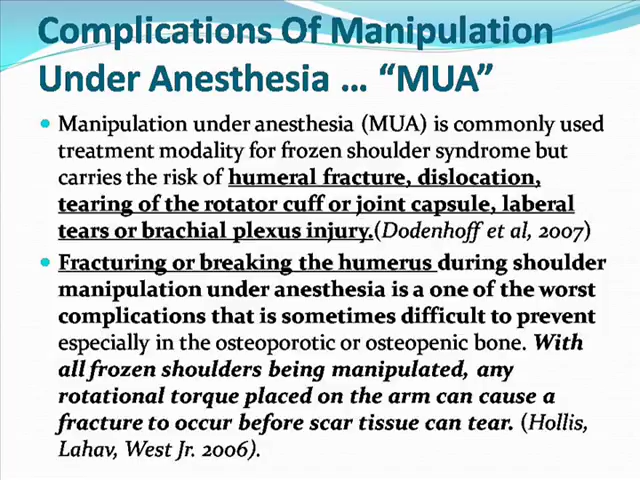 Complications Of Manipulation
Under Anesthesia ... “MUA”
Manipulation under anesthesia (MUA) is commonly used
treatment modality for frozen shoulder syndrome but
carries the risk of humeral fracture, dislocation,
tearing of the rotator cuff or joint capsule, labral
tears or brachial plexus injury.(Dodenhoff et al, 2007)
Fracturing or breaking the humerus during shoulder
manipulation under anesthesia is a one of the worst
complications that is sometimes difficult to prevent
especially in the osteoporotic or osteopenic bone. With
all frozen shoulders being manipulated, any
rotational torque placed on the arm can cause a
fracture to occur before scar tissue can tear. (Hollis,
Lahav, West Jr. 2006).